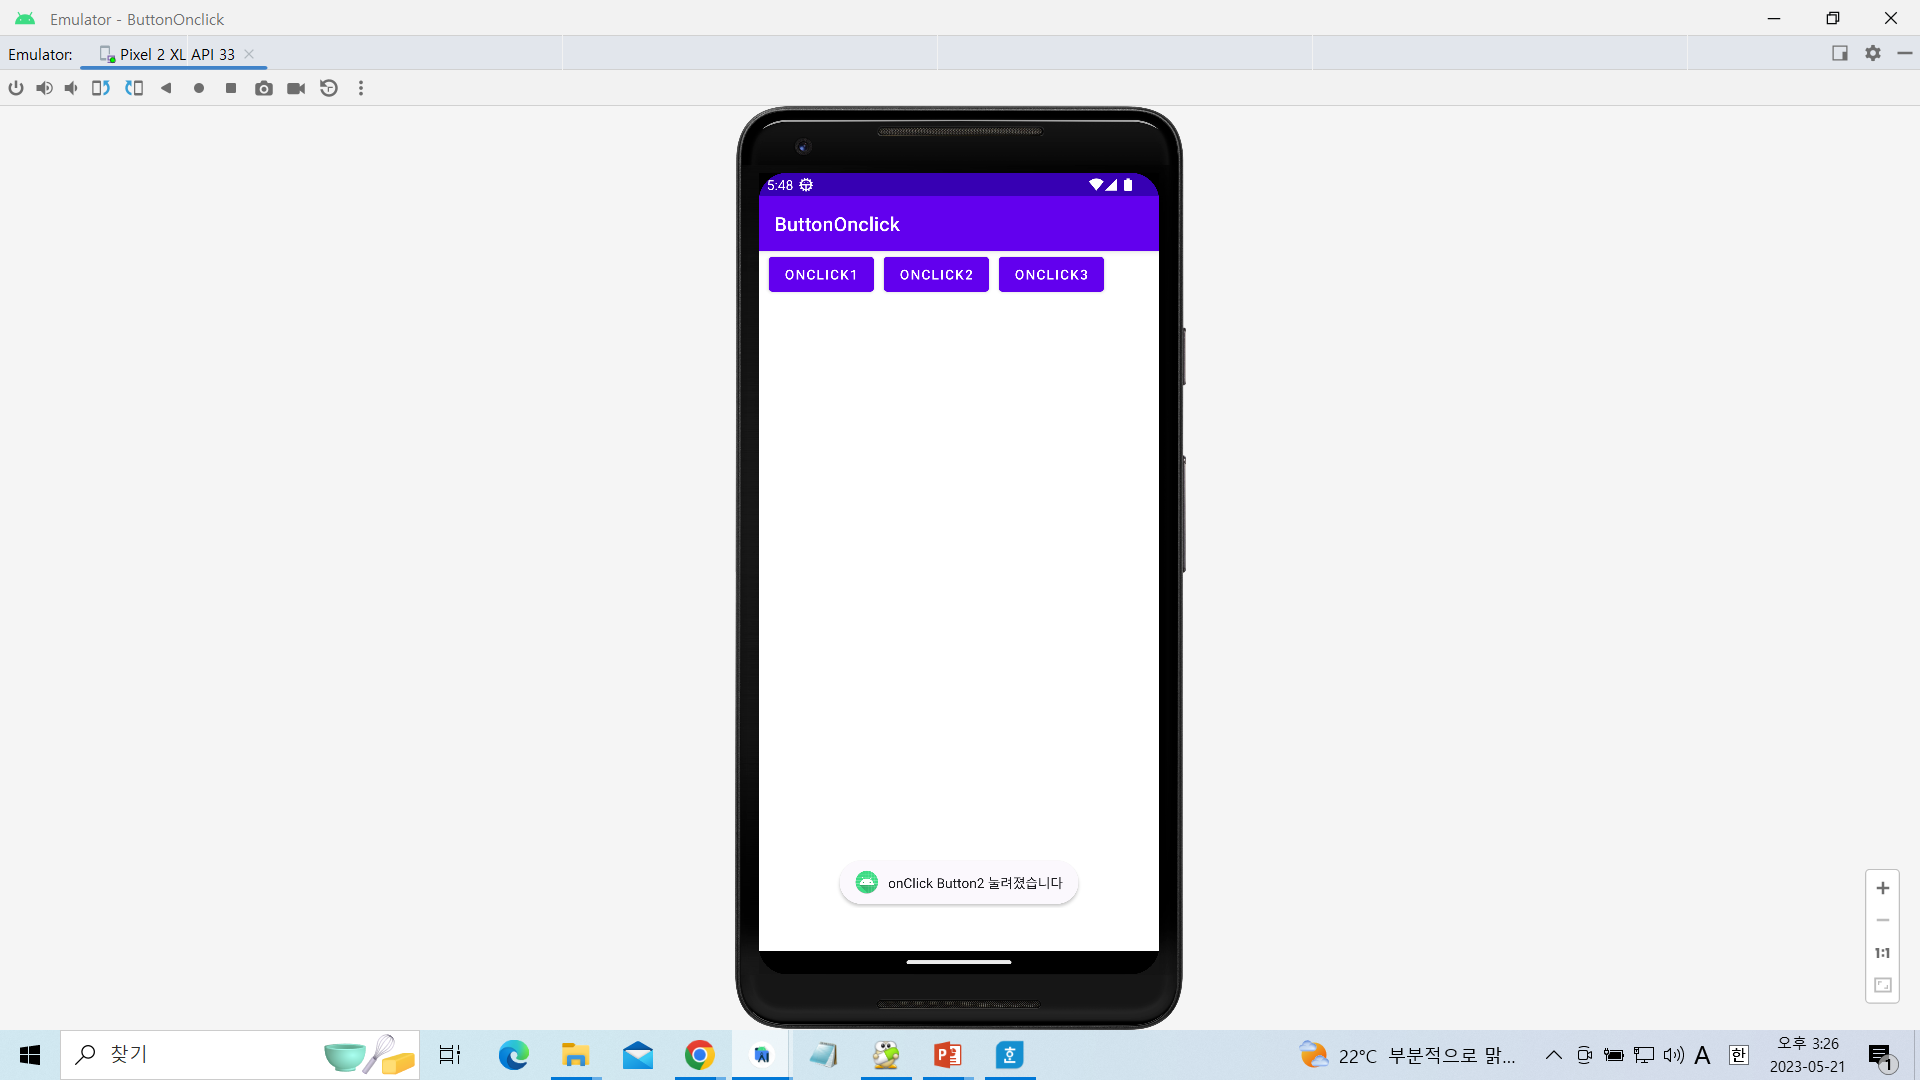 Emulator - ButtonOnclick
Emulator: Pixel 2 XL API 33
5:48
ButtonOnclick
ONCLICK1 ONCLICK2 ONCLICK3
onClick Button2 눌려졌습니다
1:1
찾기
22°C 부분적으로 맑... A 한
오후 3:26
2023-05-21
1